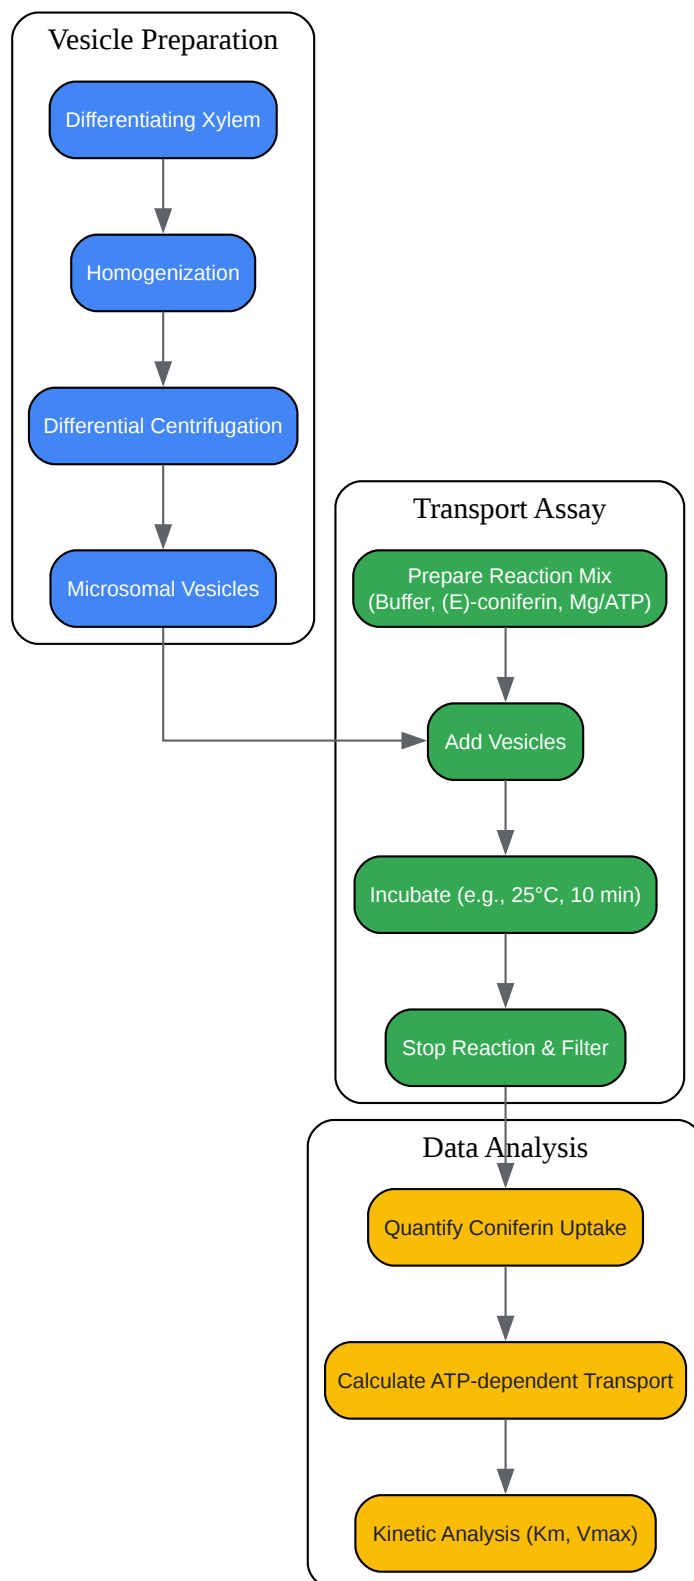 Vesicle Preparation
Differentiating Xylem
Homogenization
Differential Centrifugation
Microsomal Vesicles
Transport Assay
Prepare Reaction Mix
(Buffer, (E)-coniferin, Mg/ATP)
Add Vesicles
Incubate (e.g., 25°C, 10 min)
Stop Reaction & Filter
Data Analysis
Quantify Coniferin Uptake
Calculate ATP-dependent Transport
Kinetic Analysis (Km, Vmax)